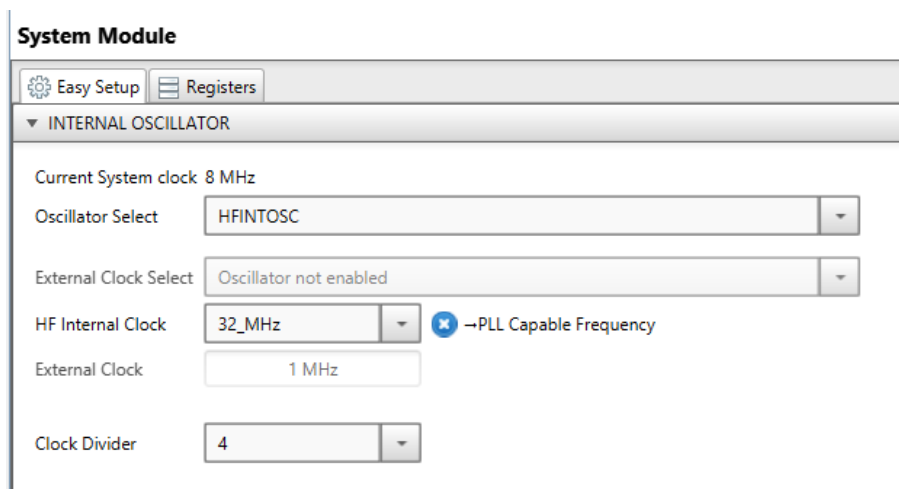 System Module
Easy Setup Registers
INTERNAL OSCILLATOR
Current System clock 8 MHz
Oscillator Select HFINTOSC
External Clock Select Oscillator not enabled
HF Internal Clock 32_MHz →PLL Capable Frequency
External Clock 1 MHz
Clock Divider 4